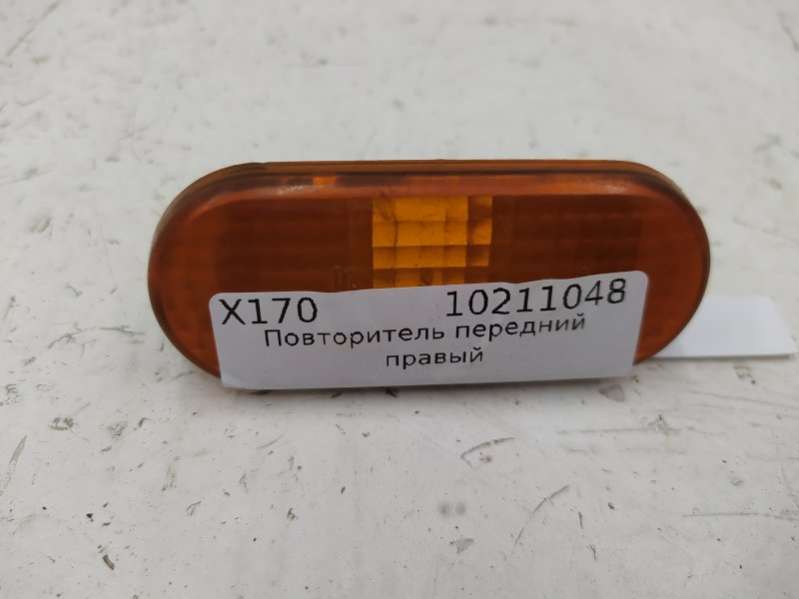 X170 10211048
Повторитель передний
правый